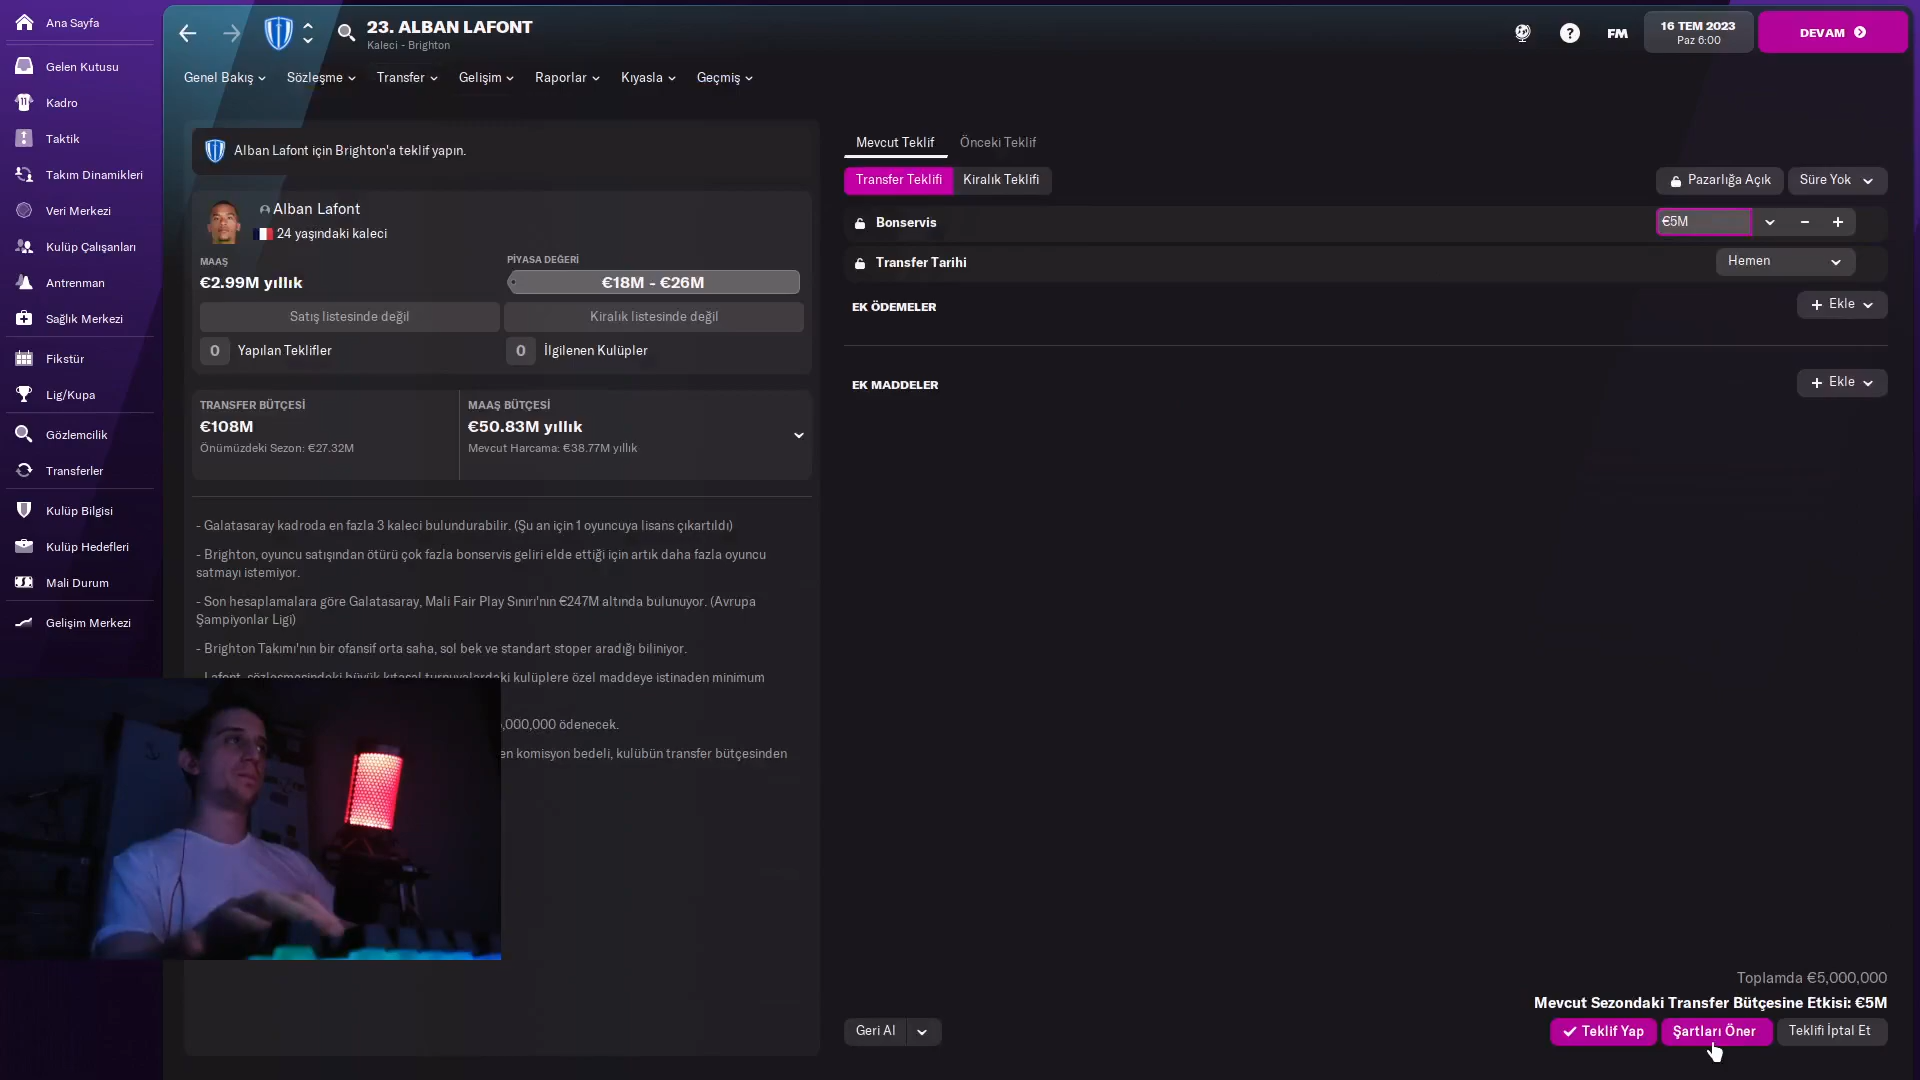 Ana Sayfa
Gelen Kutusu
Kadro
Taktik
Takım Dinamikleri
Veri Merkezi
Kulüp Çalışanları
Antrenman
Sağlık Merkezi
Fikstür
Lig/Kupa
Gözlemcilik
Transferler
Kulüp Bilgisi
Kulüp Hedefleri
Mali Durum
Gelişim Merkezi
23. ALBAN LAFONT
Kaleci - Brighton
FM
16 TEM 2023
Paz 6:00
DEVAM
Genel Bakış
Sözleşme
Transfer
Gelişim
Raporlar
Kıyasla
Geçmiş
Alban Lafont için Brighton'a teklif yapın.
Alban Lafont
24 yaşındaki kaleci
MAAŞ
€2.99M yıllık
PİYASA DEĞERİ
€18M - €26M
Satış listesinde değil
Kiralık listesinde değil
0 Yapılan Teklifler
0 İlgilenen Kulüpler
TRANSFER BÜTÇESİ
€108M
Önümüzdeki Sezon: €27.32M
MAAŞ BÜTÇESİ
€50.83M yıllık
Mevcut Harcama: €38.77M yıllık
- Galatasaray kadroda en fazla 3 kaleci bulundurabilir. (Şu an için 1 oyuncuya lisans çıkartıldı)
- Brighton, oyuncu satışından ötürü çok fazla bonservis geliri elde ettiği için artık daha fazla oyuncu
satmayı istemiyor.
- Son hesaplamalara göre Galatasaray, Mali Fair Play Sınırı'nın €247M altında bulunuyor. (Avrupa
Şampiyonlar Ligi)
- Brighton Takımı'nın bir ofansif orta saha, sol bek ve standart stoper aradığı biliniyor.
- Lafont, sözleşmesindeki büyük kıtasal turnuvalardaki kulüplere özel maddeye istinaden minimum
,000,000 ödenecek.
en komisyon bedeli, kulübün transfer bütçesinden
Mevcut Teklif
Önceki Teklif
Transfer Teklifi
Kiralık Teklifi
Pazarlığa Açık
Süre Yok
Bonservis
€5M
Transfer Tarihi
Hemen
EK ÖDEMELER
Ekle
EK MADDELER
Ekle
Toplamda €5,000,000
Mevcut Sezondaki Transfer Bütçesine Etkisi: €5M
Geri Al
Teklif Yap
Şartları Öner
Teklifi İptal Et